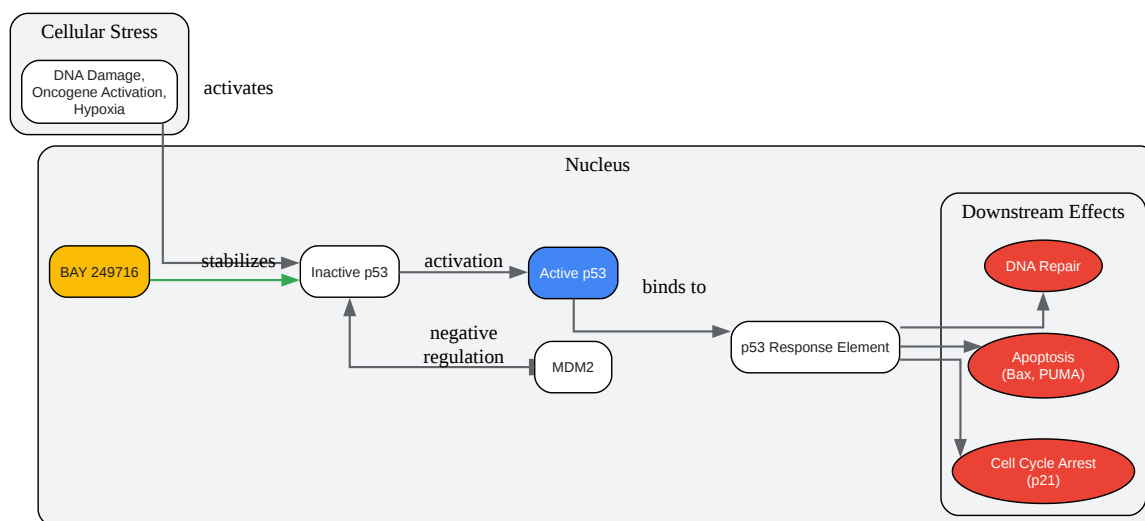 Cellular Stress
DNA Damage,
Oncogene Activation,
Hypoxia
activates
Nucleus
Downstream Effects
BAY 249716
stabilizes
Inactive p53
activation
Active p53
binds to
DNA Repair
negative
regulation
MDM2
p53 Response Element
Apoptosis
(Bax, PUMA)
Cell Cycle Arrest
(p21)